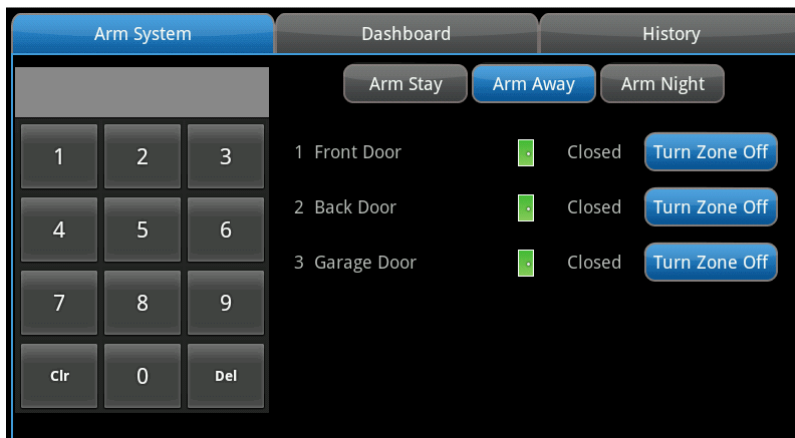 Arm System
Dashboard
History
Arm Stay
Arm Away
Arm Night
1 2 3
4 5 6
7 8 9
Clr 0 Del
1 Front Door Closed Turn Zone Off
2 Back Door Closed Turn Zone Off
3 Garage Door Closed Turn Zone Off